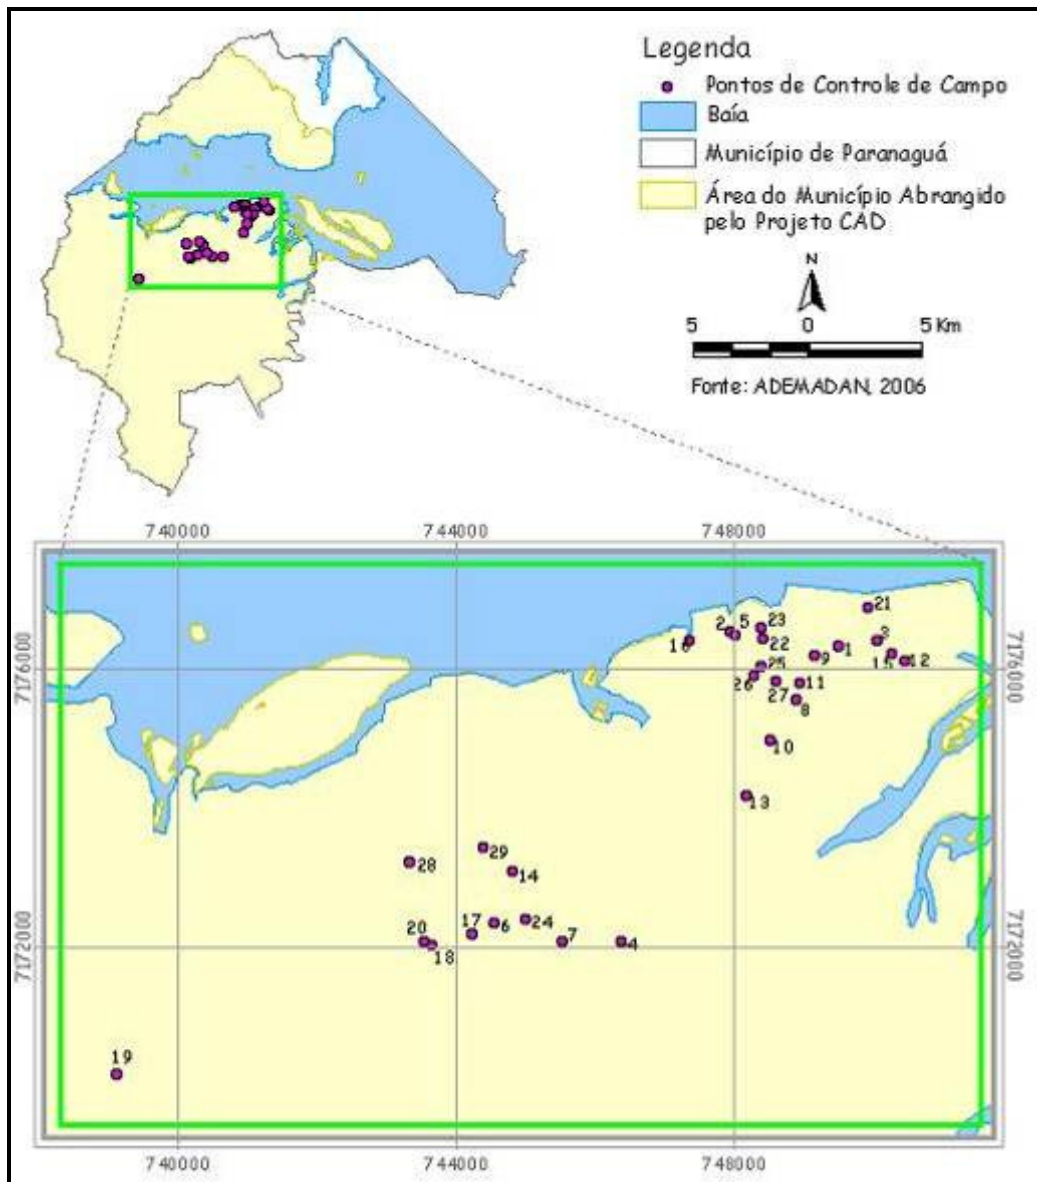 Legenda
Pontos de Controle de Campo
Baía
Município de Paranaguá
Área do Município Abrangido
pelo Projeto CAD
N
5 0 5 Km
Fonte: ADEMADAN, 2006
740000 744000 748000
21
2 5 23
16 22 1 3
7176000 9 15 12 7176000
25
26 27 11
8
10
13
29
28 14
20 17 6 24 7 4
18
7172000 7172000
19
740000 744000 748000